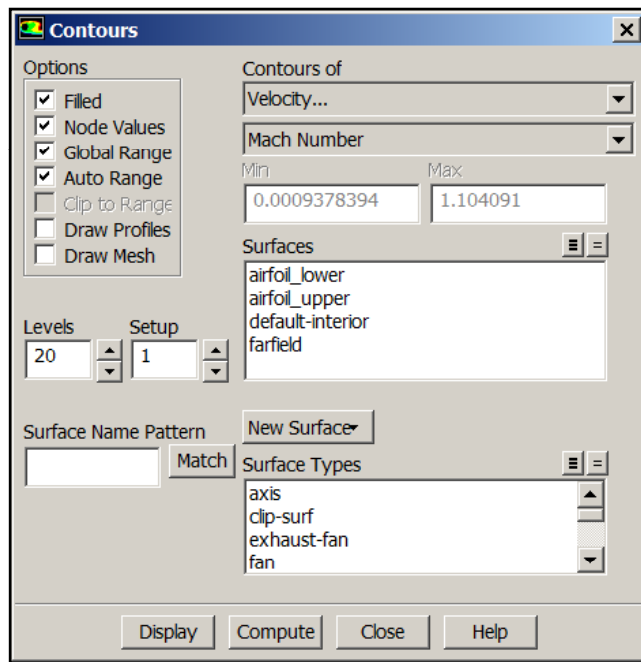 Contours
Options
Filled
Node Values
Global Range
Auto Range
Clip to Range
Draw Profiles
Draw Mesh
Levels
Setup
20
1
Surface Name Pattern
Match
Contours of
Velocity...
Mach Number
Min
Max
0.0009378394
1.104091
Surfaces
airfoil_lower
airfoil_upper
default-interior
farfield
New Surface
Surface Types
axis
clip-surf
exhaust-fan
fan
Display
Compute
Close
Help